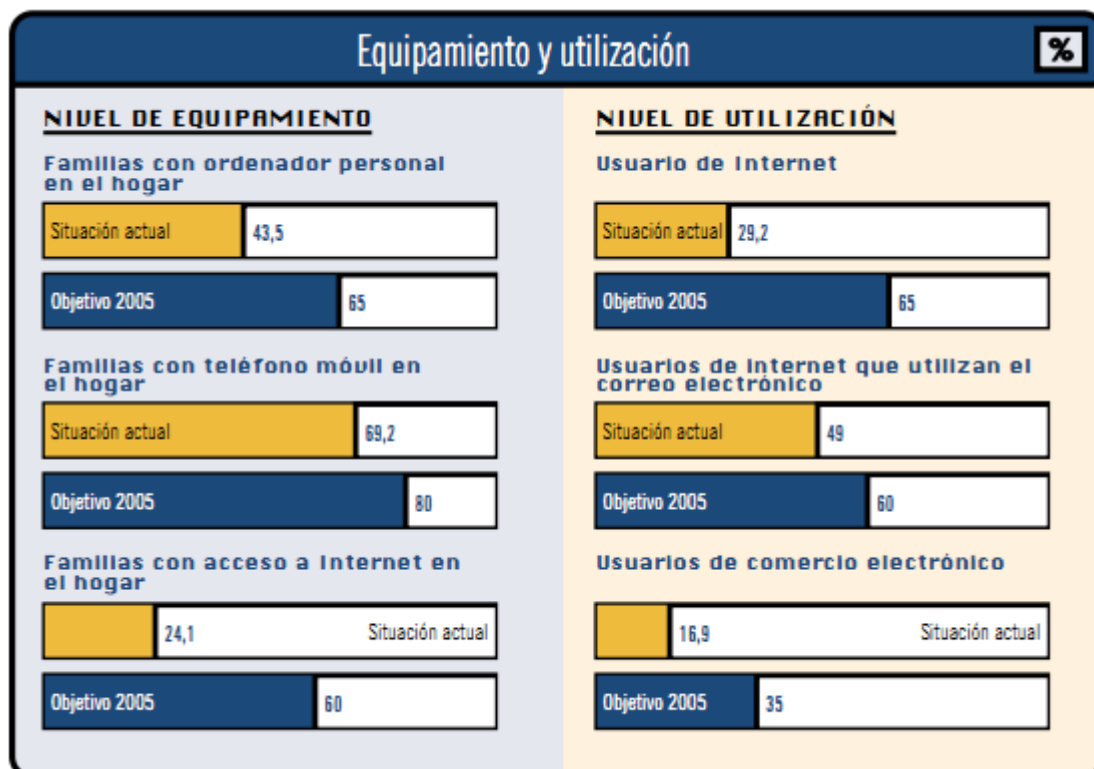 Equipamiento y utilización
%
NIVEL DE EQUIPAMIENTO
Familias con ordenador personal
en el hogar
Situación actual 43,5
Objetivo 2005 65
Familias con teléfono móvil en
el hogar
Situación actual 69,2
Objetivo 2005 80
Familias con acceso a Internet en
el hogar
24,1 Situación actual
Objetivo 2005 60
NIVEL DE UTILIZACIÓN
Usuario de Internet
Situación actual 29,2
Objetivo 2005 65
Usuarios de Internet que utilizan el
correo electrónico
Situación actual 49
Objetivo 2005 60
Usuarios de comercio electrónico
16,9 Situación actual
Objetivo 2005 35